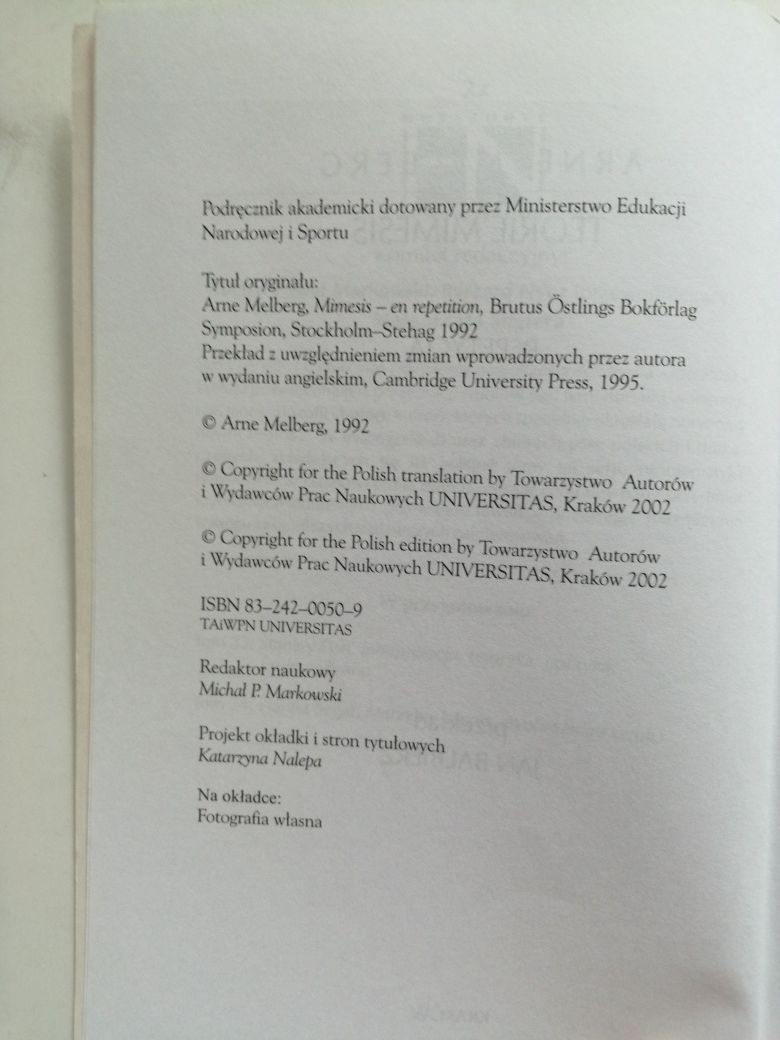 Podręcznik akademicki dotowany przez Ministerstwo Edukacji
Narodowej i Sportu
Tytuł oryginału:
Arne Melberg, Mimesis – en repetition, Brutus Östlings Bokförlag
Symposion, Stockholm–Stehag 1992
Przekład z uwzględnieniem zmian wprowadzonych przez autora
w wydaniu angielskim, Cambridge University Press, 1995.
© Arne Melberg, 1992
© Copyright for the Polish translation by Towarzystwo Autorów
i Wydawców Prac Naukowych UNIVERSITAS, Kraków 2002
© Copyright for the Polish edition by Towarzystwo Autorów
i Wydawców Prac Naukowych UNIVERSITAS, Kraków 2002
ISBN 83–242–0050–9
TAiWPN UNIVERSITAS
Redaktor naukowy
Michał P. Markowski
Projekt okładki i stron tytułowych
Katarzyna Nalepa
Na okładce:
Fotografia własna